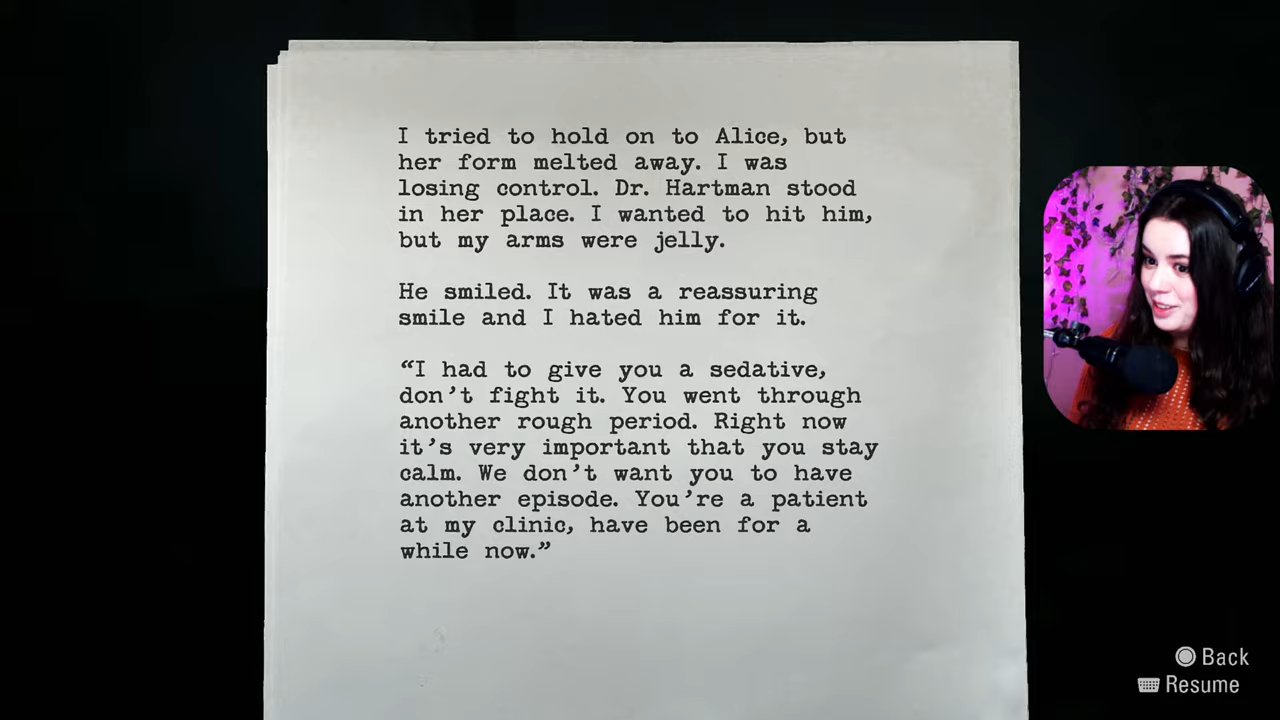 I tried to hold on to Alice, but
her form melted away. I was
losing control. Dr. Hartman stood
in her place. I wanted to hit him,
but my arms were jelly.
He smiled. It was a reassuring
smile and I hated him for it.
“I had to give you a sedative,
don’t fight it. You went through
another rough period. Right now
it’s very important that you stay
calm. We don’t want you to have
another episode. You’re a patient
at my clinic, have been for a
while now.”
Back
Resume